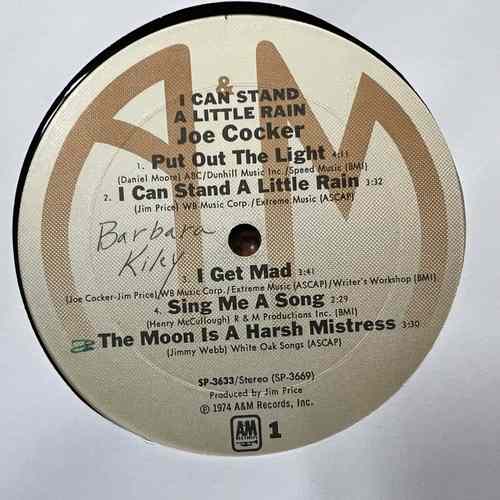 &
I CAN STAND
A LITTLE RAIN
Joe Cocker
1. Put Out The Light 4:11
(Daniel Moore) ABC/Dunhill Music Inc./Speed Music (BMI)
2. I Can Stand A Little Rain 3:32
(Jim Price) WB Music Corp./Extreme Music (ASCAP)
Barbara
Kiky
3. I Get Mad 3:41
(Joe Cocker-Jim Price) WB Music Corp./Extreme Music (ASCAP)/Writer's Workshop (BMI)
4. Sing Me A Song 2:29
(Henry McCullough) R & M Productions Inc. (BMI)
The Moon Is A Harsh Mistress 3:30
(Jimmy Webb) White Oak Songs (ASCAP)
SP-3633/Stereo (SP-3669)
Produced by Jim Price
℗ 1974 A&M Records, Inc.
A&M
RECORDS
1